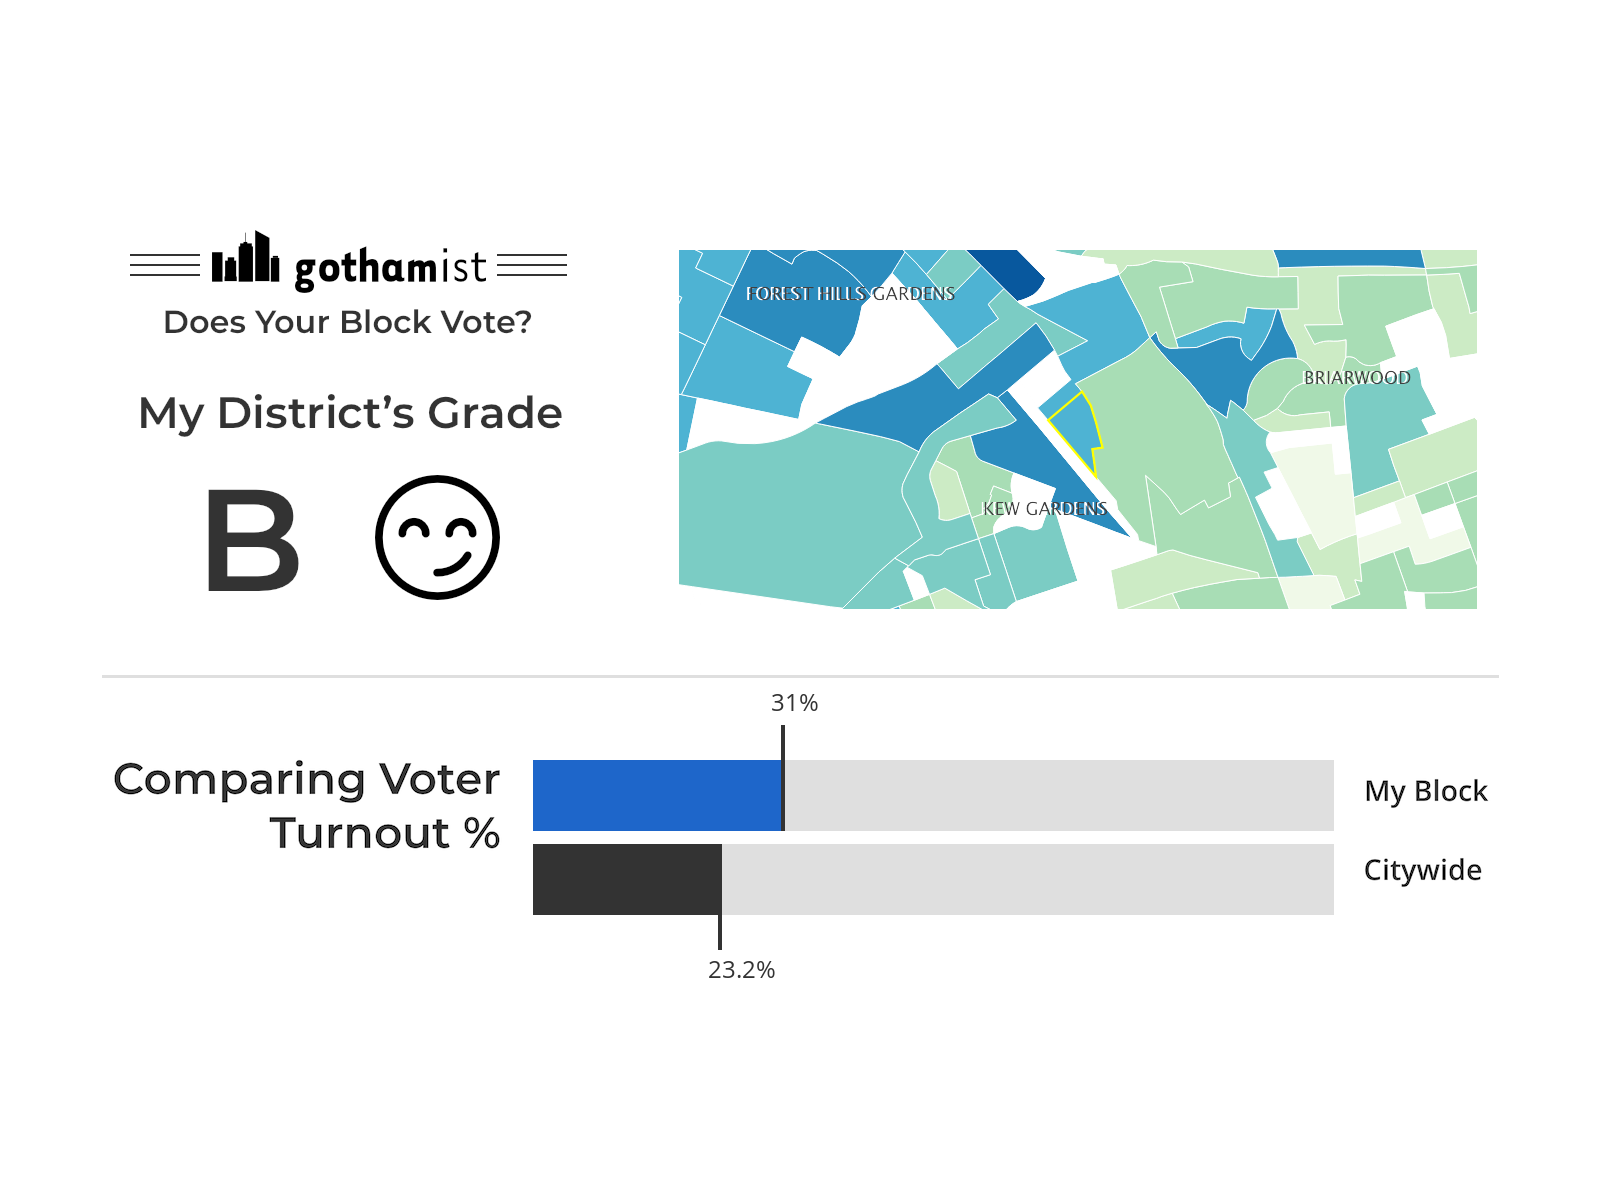 gothamist
Does Your Block Vote?
My District’s Grade
B
FOREST HILLS GARDENS
BRIARWOOD
KEW GARDENS
31%
Comparing Voter
Turnout %
My Block
Citywide
23.2%